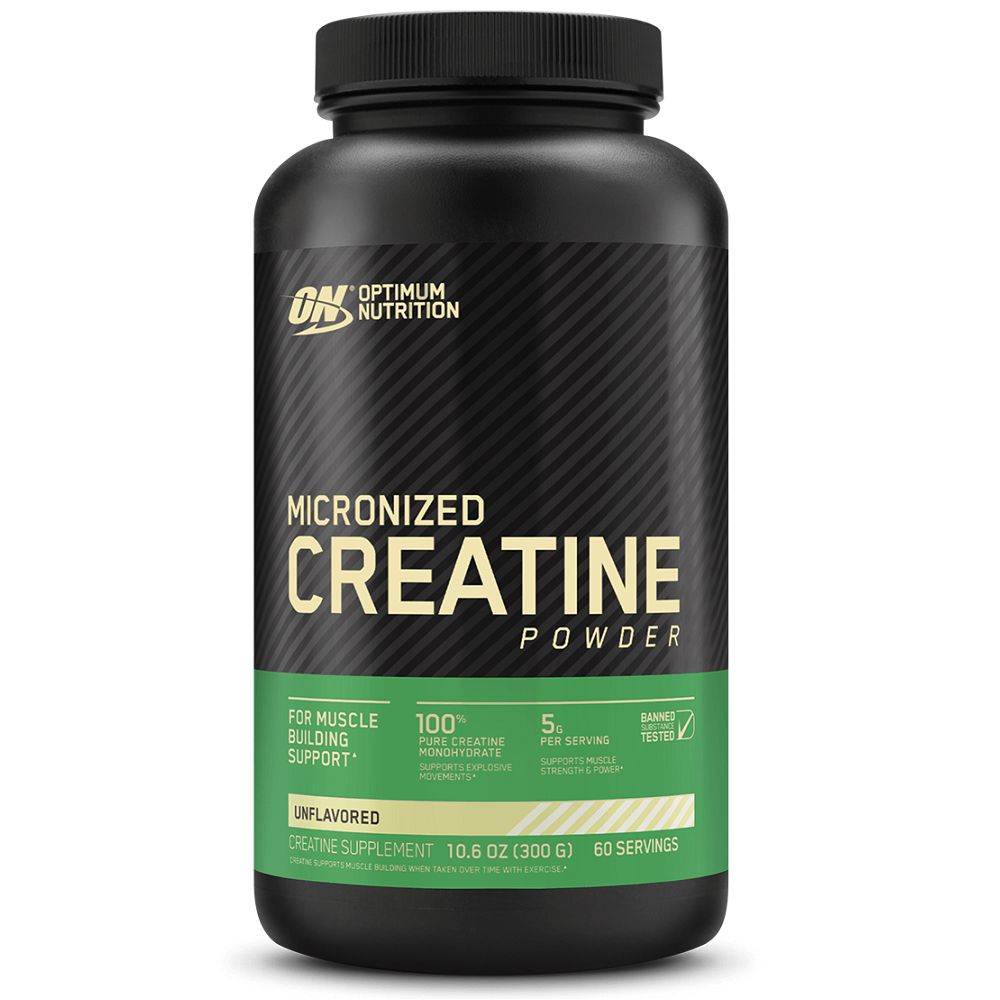 ON® OPTIMUM
NUTRITION
MICRONIZED
CREATINE
POWDER
FOR MUSCLE
BUILDING
SUPPORT▲
100%
PURE CREATINE
MONOHYDRATE
SUPPORTS EXPLOSIVE
MOVEMENTS▲
5G
PER SERVING
SUPPORTS MUSCLE
STRENGTH & POWER▲
BANNED
SUBSTANCE
TESTED
UNFLAVORED
CREATINE SUPPLEMENT 10.6 OZ (300 G) 60 SERVINGS
CREATINE SUPPORTS MUSCLE BUILDING WHEN TAKEN OVER TIME WITH EXERCISE.▲